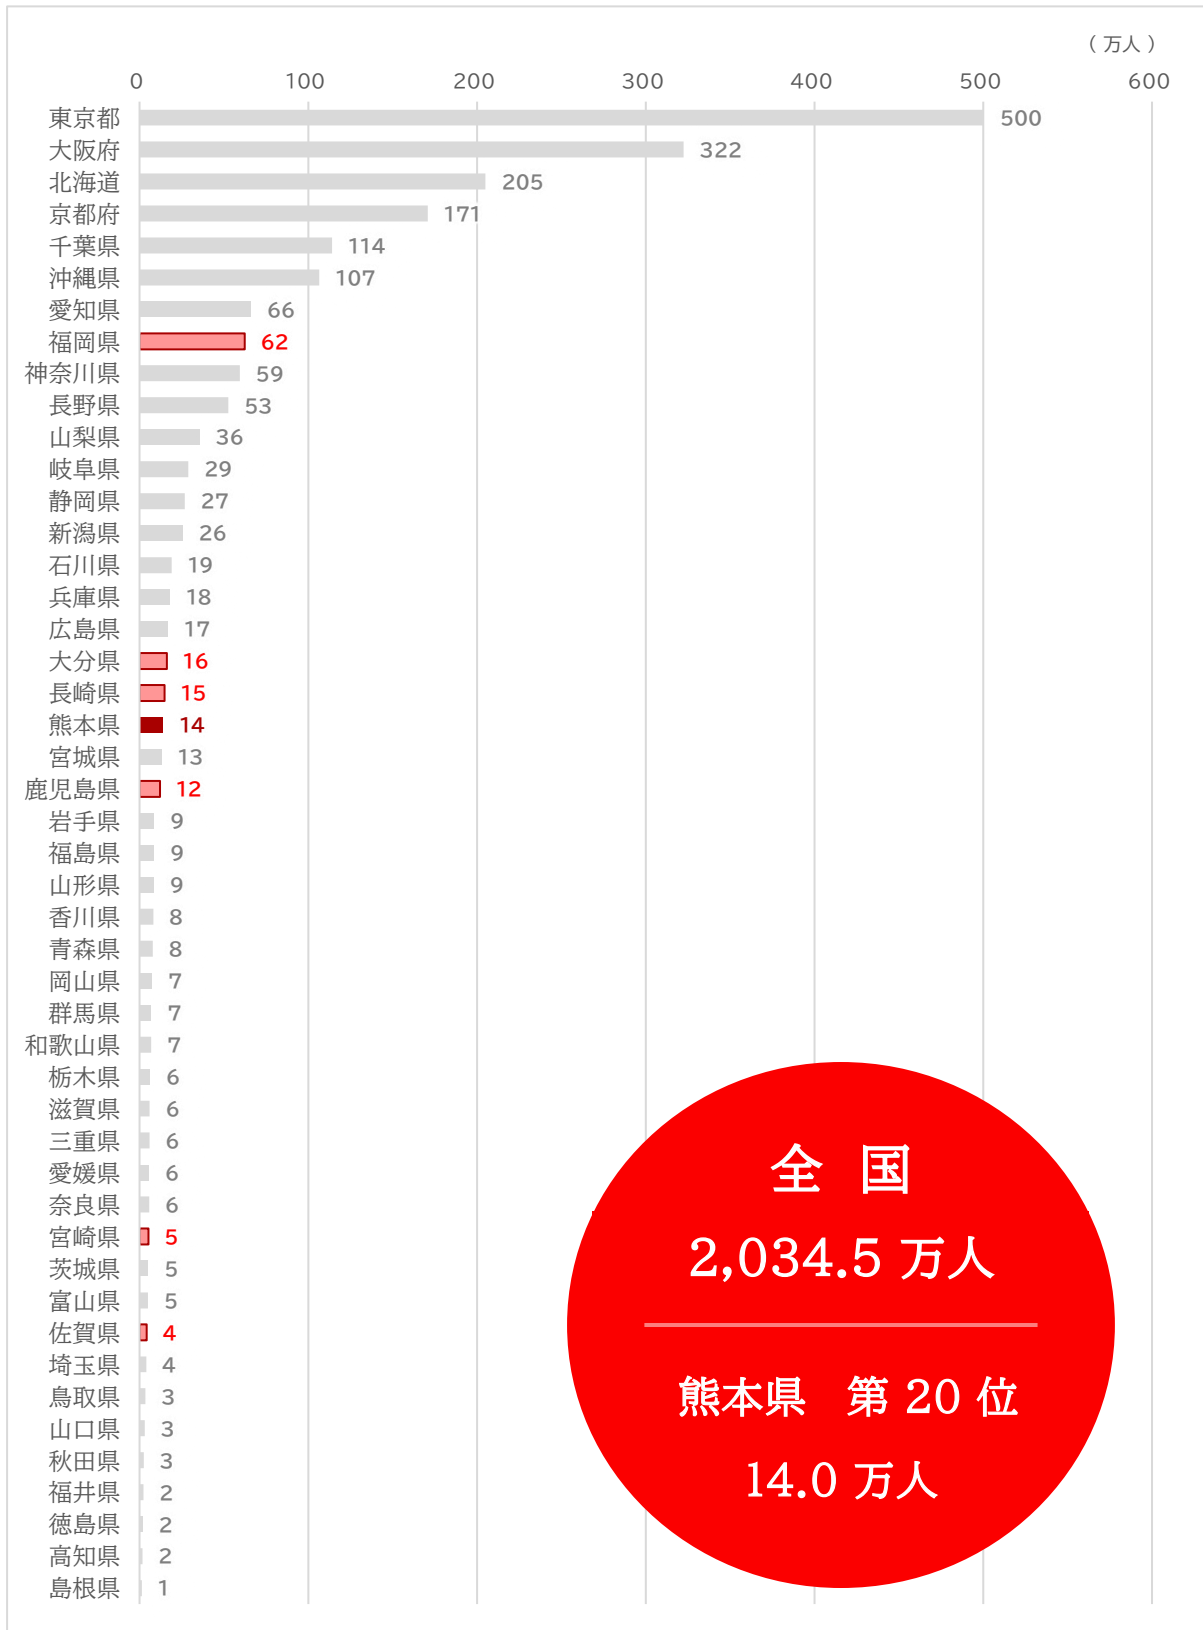 （ 万人 ）
0 100 200 300 400 500 600
東京都 500
大阪府 322
北海道 205
京都府 171
千葉県 114
沖縄県 107
愛知県 66
福岡県 62
神奈川県 59
長野県 53
山梨県 36
岐阜県 29
静岡県 27
新潟県 26
石川県 19
兵庫県 18
広島県 17
大分県 16
長崎県 15
熊本県 14
宮城県 13
鹿児島県 12
岩手県 9
福島県 9
山形県 9
香川県 8
青森県 8
岡山県 7
群馬県 7
和歌山県 7
栃木県 6
滋賀県 6
三重県 6
愛媛県 6
奈良県 6
宮崎県 5
茨城県 5
富山県 5
佐賀県 4
埼玉県 4
鳥取県 3
山口県 3
秋田県 3
福井県 2
徳島県 2
高知県 2
島根県 1
全 国
2,034.5 万人
熊本県 第 20 位
14.0 万人